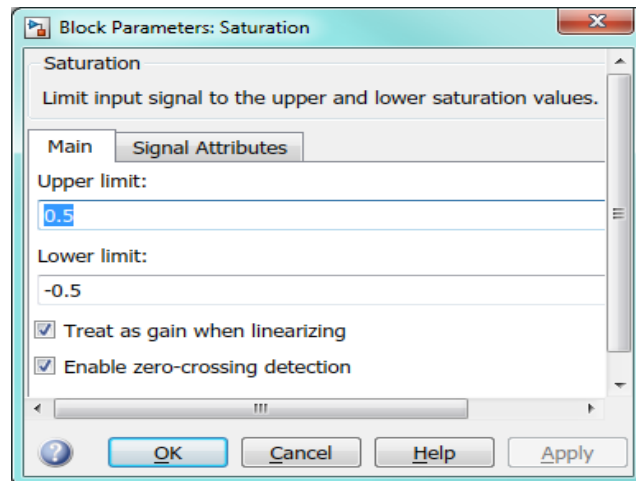 Block Parameters: Saturation
Saturation
Limit input signal to the upper and lower saturation values.
Main Signal Attributes
Upper limit:
0.5
Lower limit:
-0.5
Treat as gain when linearizing
Enable zero-crossing detection
? OK Cancel Help Apply